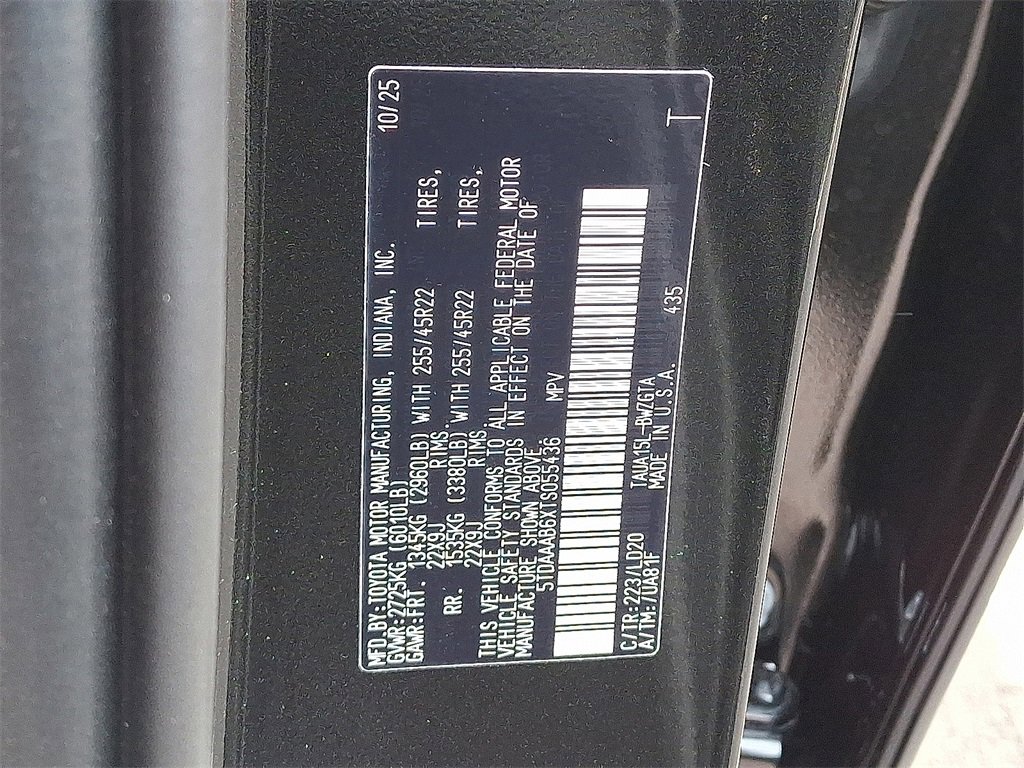 MFD.BY:TOYOTA MOTOR MANUFACTURING, INDIANA, INC. 10/25
GVWR:2725KG (6010LB)
GAWR:FRT. 1345KG (2960LB) WITH 255/45R22 TIRES,
22X9J RIMS.
RR. 1535KG (3380LB) WITH 255/45R22 TIRES,
22X9J RIMS.
THIS VEHICLE CONFORMS TO ALL APPLICABLE FEDERAL MOTOR
VEHICLE SAFETY STANDARDS IN EFFECT ON THE DATE OF
MANUFACTURE SHOWN ABOVE.
5TDAAAB6XTS055436 MPV
C/TR:223/LD20 TAUA15L-BWZGTA 435 T
A/TM:/UA81F MADE IN U.S.A.